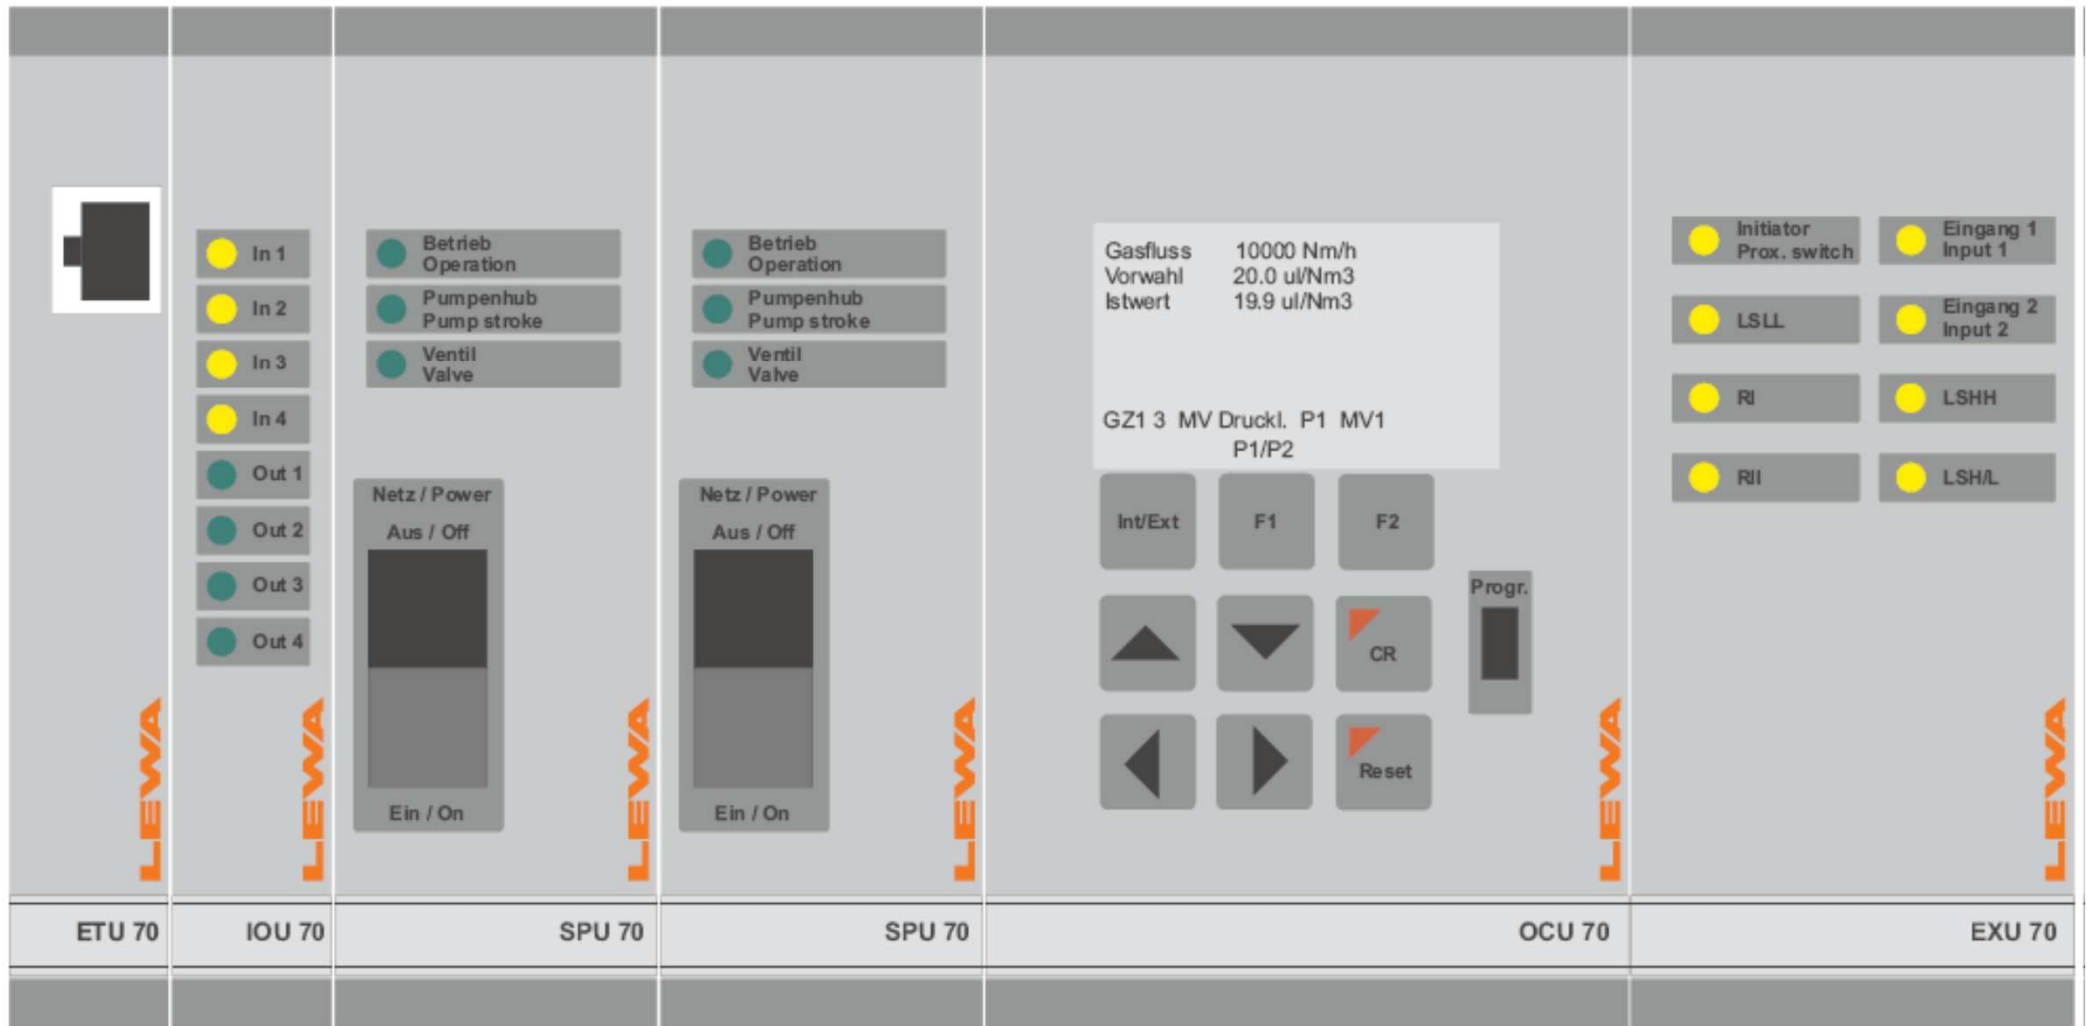 In 1
In 2
In 3
In 4
Out 1
Out 2
Out 3
Out 4
Betrieb
Operation
Pumpenhub
Pump stroke
Ventil
Valve
Netz / Power
Aus / Off
Ein / On
Betrieb
Operation
Pumpenhub
Pump stroke
Ventil
Valve
Netz / Power
Aus / Off
Ein / On
Gasfluss 10000 Nm/h
Vorwahl 20.0 ul/Nm3
Istwert 19.9 ul/Nm3
GZ1 3 MV Druckl. P1 MV1
P1/P2
Int/Ext F1 F2
CR
Reset
Progr.
Initiator
Prox. switch
Eingang 1
Input 1
LSLL
Eingang 2
Input 2
RI
LSHH
RII
LSH/L
LEWA
LEWA
LEWA
LEWA
LEWA
LEWA
ETU 70
IOU 70
SPU 70
SPU 70
OCU 70
EXU 70